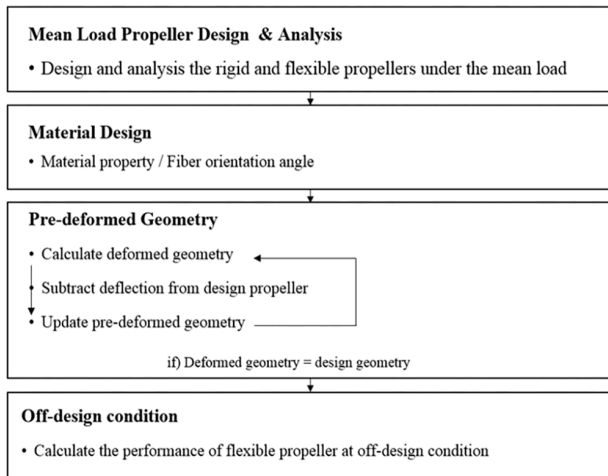 Mean Load Propeller Design & Analysis
• Design and analysis the rigid and flexible propellers under the mean load
Material Design
• Material property / Fiber orientation angle
Pre-deformed Geometry
• Calculate deformed geometry
• Subtract deflection from design propeller
• Update pre-deformed geometry
if) Deformed geometry = design geometry
Off-design condition
• Calculate the performance of flexible propeller at off-design condition